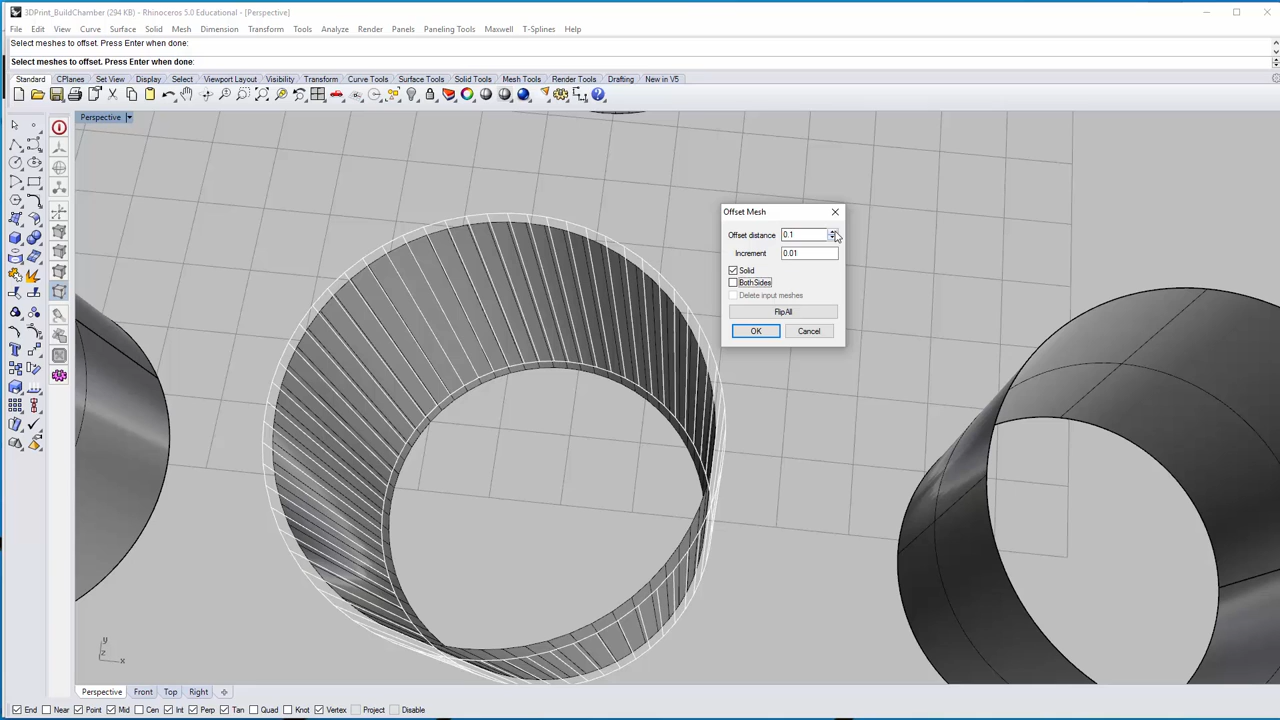 3DPrint_BuildChamber (294 KB) - Rhinoceros 5.0 Educational - [Perspective]
File Edit View Curve Surface Solid Mesh Dimension Transform Tools Analyze Render Panels Paneling Tools Maxwell T-Splines Help
Select meshes to offset. Press Enter when done:
Select meshes to offset. Press Enter when done:
Standard CPlanes Set View Display Select Viewport Layout Visibility Transform Curve Tools Surface Tools Solid Tools Mesh Tools Render Tools Drafting New in V5
Perspective
Offset Mesh
Offset distance 0.1
Increment 0.01
Solid
BothSides
Delete input meshes
FlipAll
OK Cancel
y
z
x
Perspective Front Top Right
End Near Point Mid Cen Int Perp Tan Quad Knot Vertex Project Disable